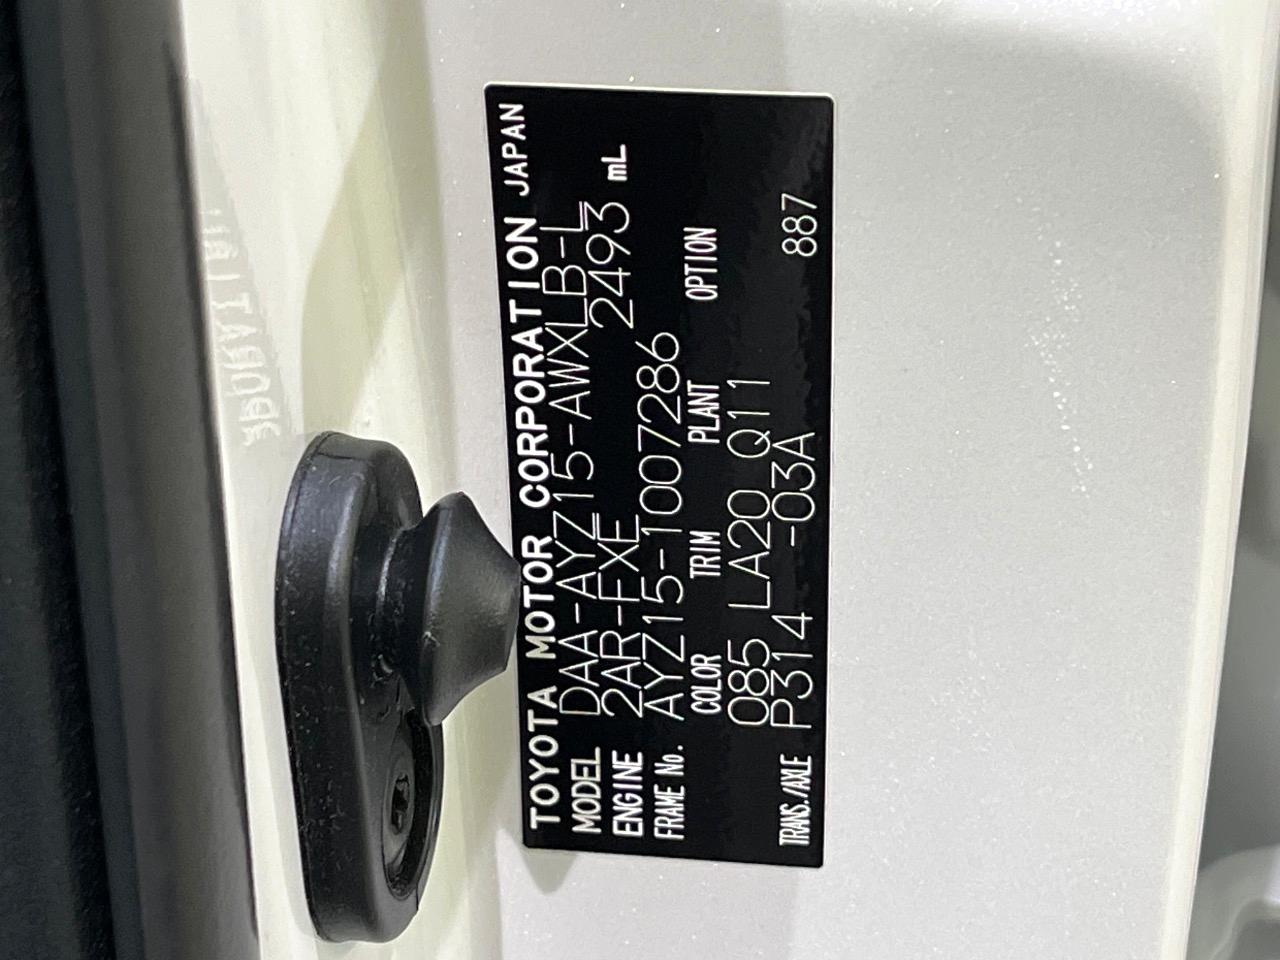 TOYOTA MOTOR CORPORATION JAPAN
MODEL DAA-AYZ15-AWXLB-L
ENGINE 2AR-FXE 2493 mL
FRAME No. AYZ15-1007286
COLOR TRIM PLANT OPTION
085 LA20 Q11
TRANS./AXLE P314 -03A 887